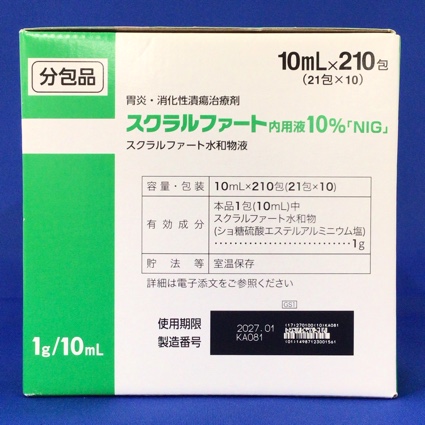 分包品
10mL×210包
(21包×10)
胃炎・消化性潰瘍治療剤
スクラルファート内用液10%「NIG」
スクラルファート水和物液
容量・包装 10mL×210包(21包×10)
有効成分 本品1包(10mL)中
スクラルファート水和物
(ショ糖硫酸エステルアルミニウム塩)
……………………………1g
貯法等 室温保存
詳細は電子添文をご参照ください
GS1
使用期限 2027.01
製造番号 KA081
(17)270100(10)KA081
1g/10mL